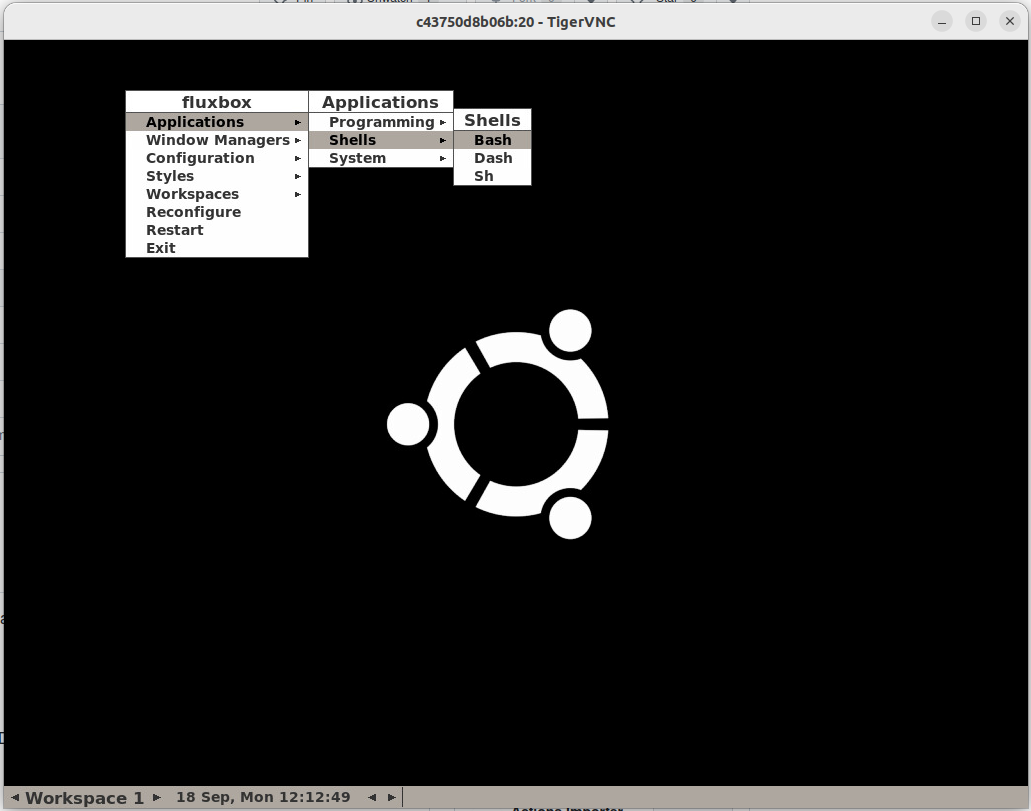 c43750d8b06b:20 - TigerVNC
fluxbox
Applications
Window Managers
Configuration
Styles
Workspaces
Reconfigure
Restart
Exit
Applications
Programming
Shells
System
Shells
Bash
Dash
Sh
Workspace 1
18 Sep, Mon 12:12:49